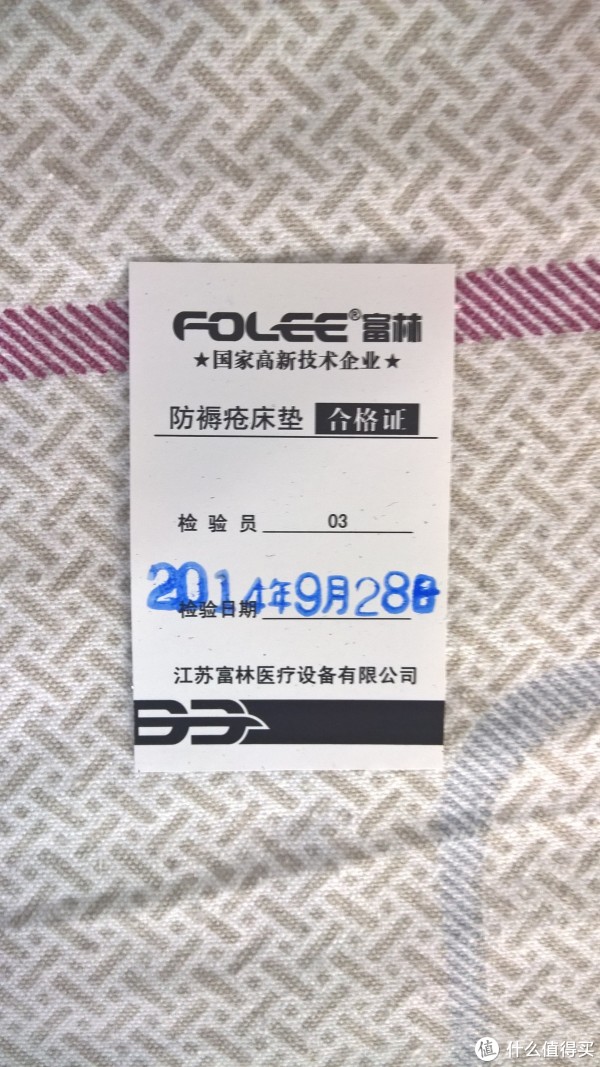 FOLEE®富林
★国家高新技术企业★
防褥疮床垫 合格证
检 验 员 03
检验日期 2014年9月28日
江苏富林医疗设备有限公司
值 什么值得买